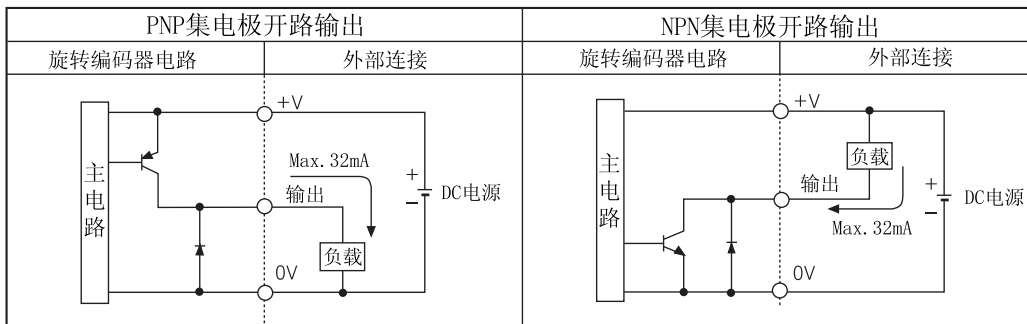 PNP集电极开路输出
NPN集电极开路输出
旋转编码器电路
外部连接
旋转编码器电路
外部连接
主电路
+V
Max. 32mA
输出
负载
0V
+
−
DC电源
主电路
+V
负载
输出
Max. 32mA
0V
+
−
DC电源